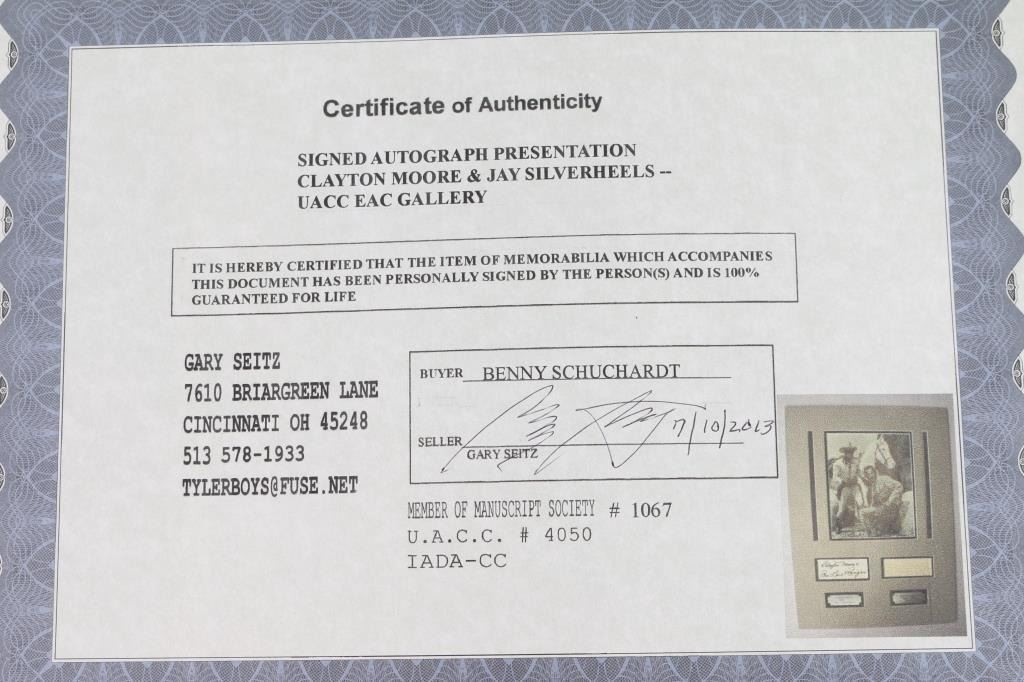 Certificate of Authenticity
SIGNED AUTOGRAPH PRESENTATION
CLAYTON MOORE & JAY SILVERHEELS --
UACC EAC GALLERY
IT IS HEREBY CERTIFIED THAT THE ITEM OF MEMORABILIA WHICH ACCOMPANIES
THIS DOCUMENT HAS BEEN PERSONALLY SIGNED BY THE PERSON(S) AND IS 100%
GUARANTEED FOR LIFE
GARY SEITZ
7610 BRIARGREEN LANE
CINCINNATI OH 45248
513 578-1933
TYLERBOYS@FUSE.NET
BUYER BENNY SCHUCHARDT
SELLER 7/10/2013
GARY SEITZ
MEMBER OF MANUSCRIPT SOCIETY # 1067
U.A.C.C. # 4050
IADA-CC